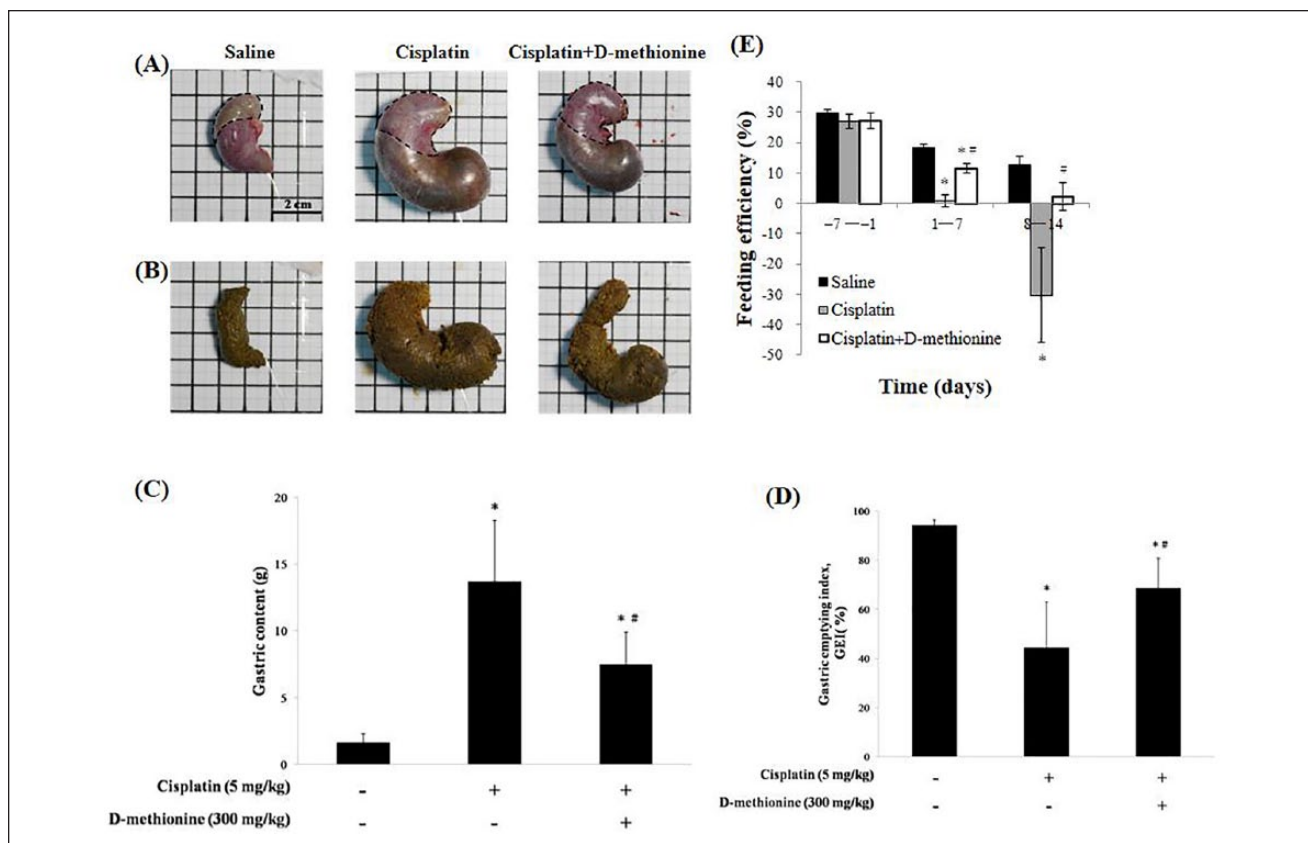 (A)
Saline
Cisplatin
Cisplatin+D-methionine
2 cm
(B)
(E)
Feeding efficiency (%)
40
30
20
10
0
-10
-20
-30
-40
-50
* 
* #
#
*
–7 — –1
1—7
8—14
Saline
Cisplatin
Cisplatin+D-methionine
Time (days)
(C)
Gastric content (g)
20
15
10
5
0
*
* #
Cisplatin (5 mg/kg)
- + +
D-methionine (300 mg/kg)
- - +
(D)
Gastric emptying index,
GEI( %)
100
80
60
40
20
0
*
* #
Cisplatin (5 mg/kg)
- + +
D-methionine (300 mg/kg)
- - +